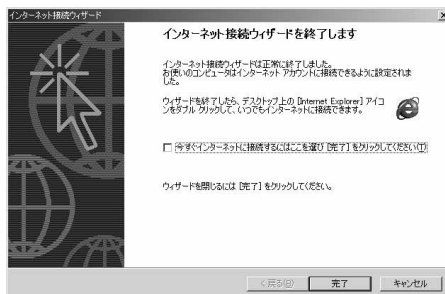 インターネット接続ウィザード
インターネット接続ウィザードを終了します
インターネット接続ウィザードは正常に終了しました。
お使いのコンピュータはインターネット アカウントに接続できるように設定されま
した。
ウィザードを終了したら、デスクトップ上の [Internet Explorer] アイコ
ンをダブル クリックして、いつでもインターネットに接続できます。
今すぐインターネットに接続するにはここを選び [完了] をクリックしてください(I)
ウィザードを閉じるには [完了] をクリックしてください。
< 戻る(B)
完了
キャンセル